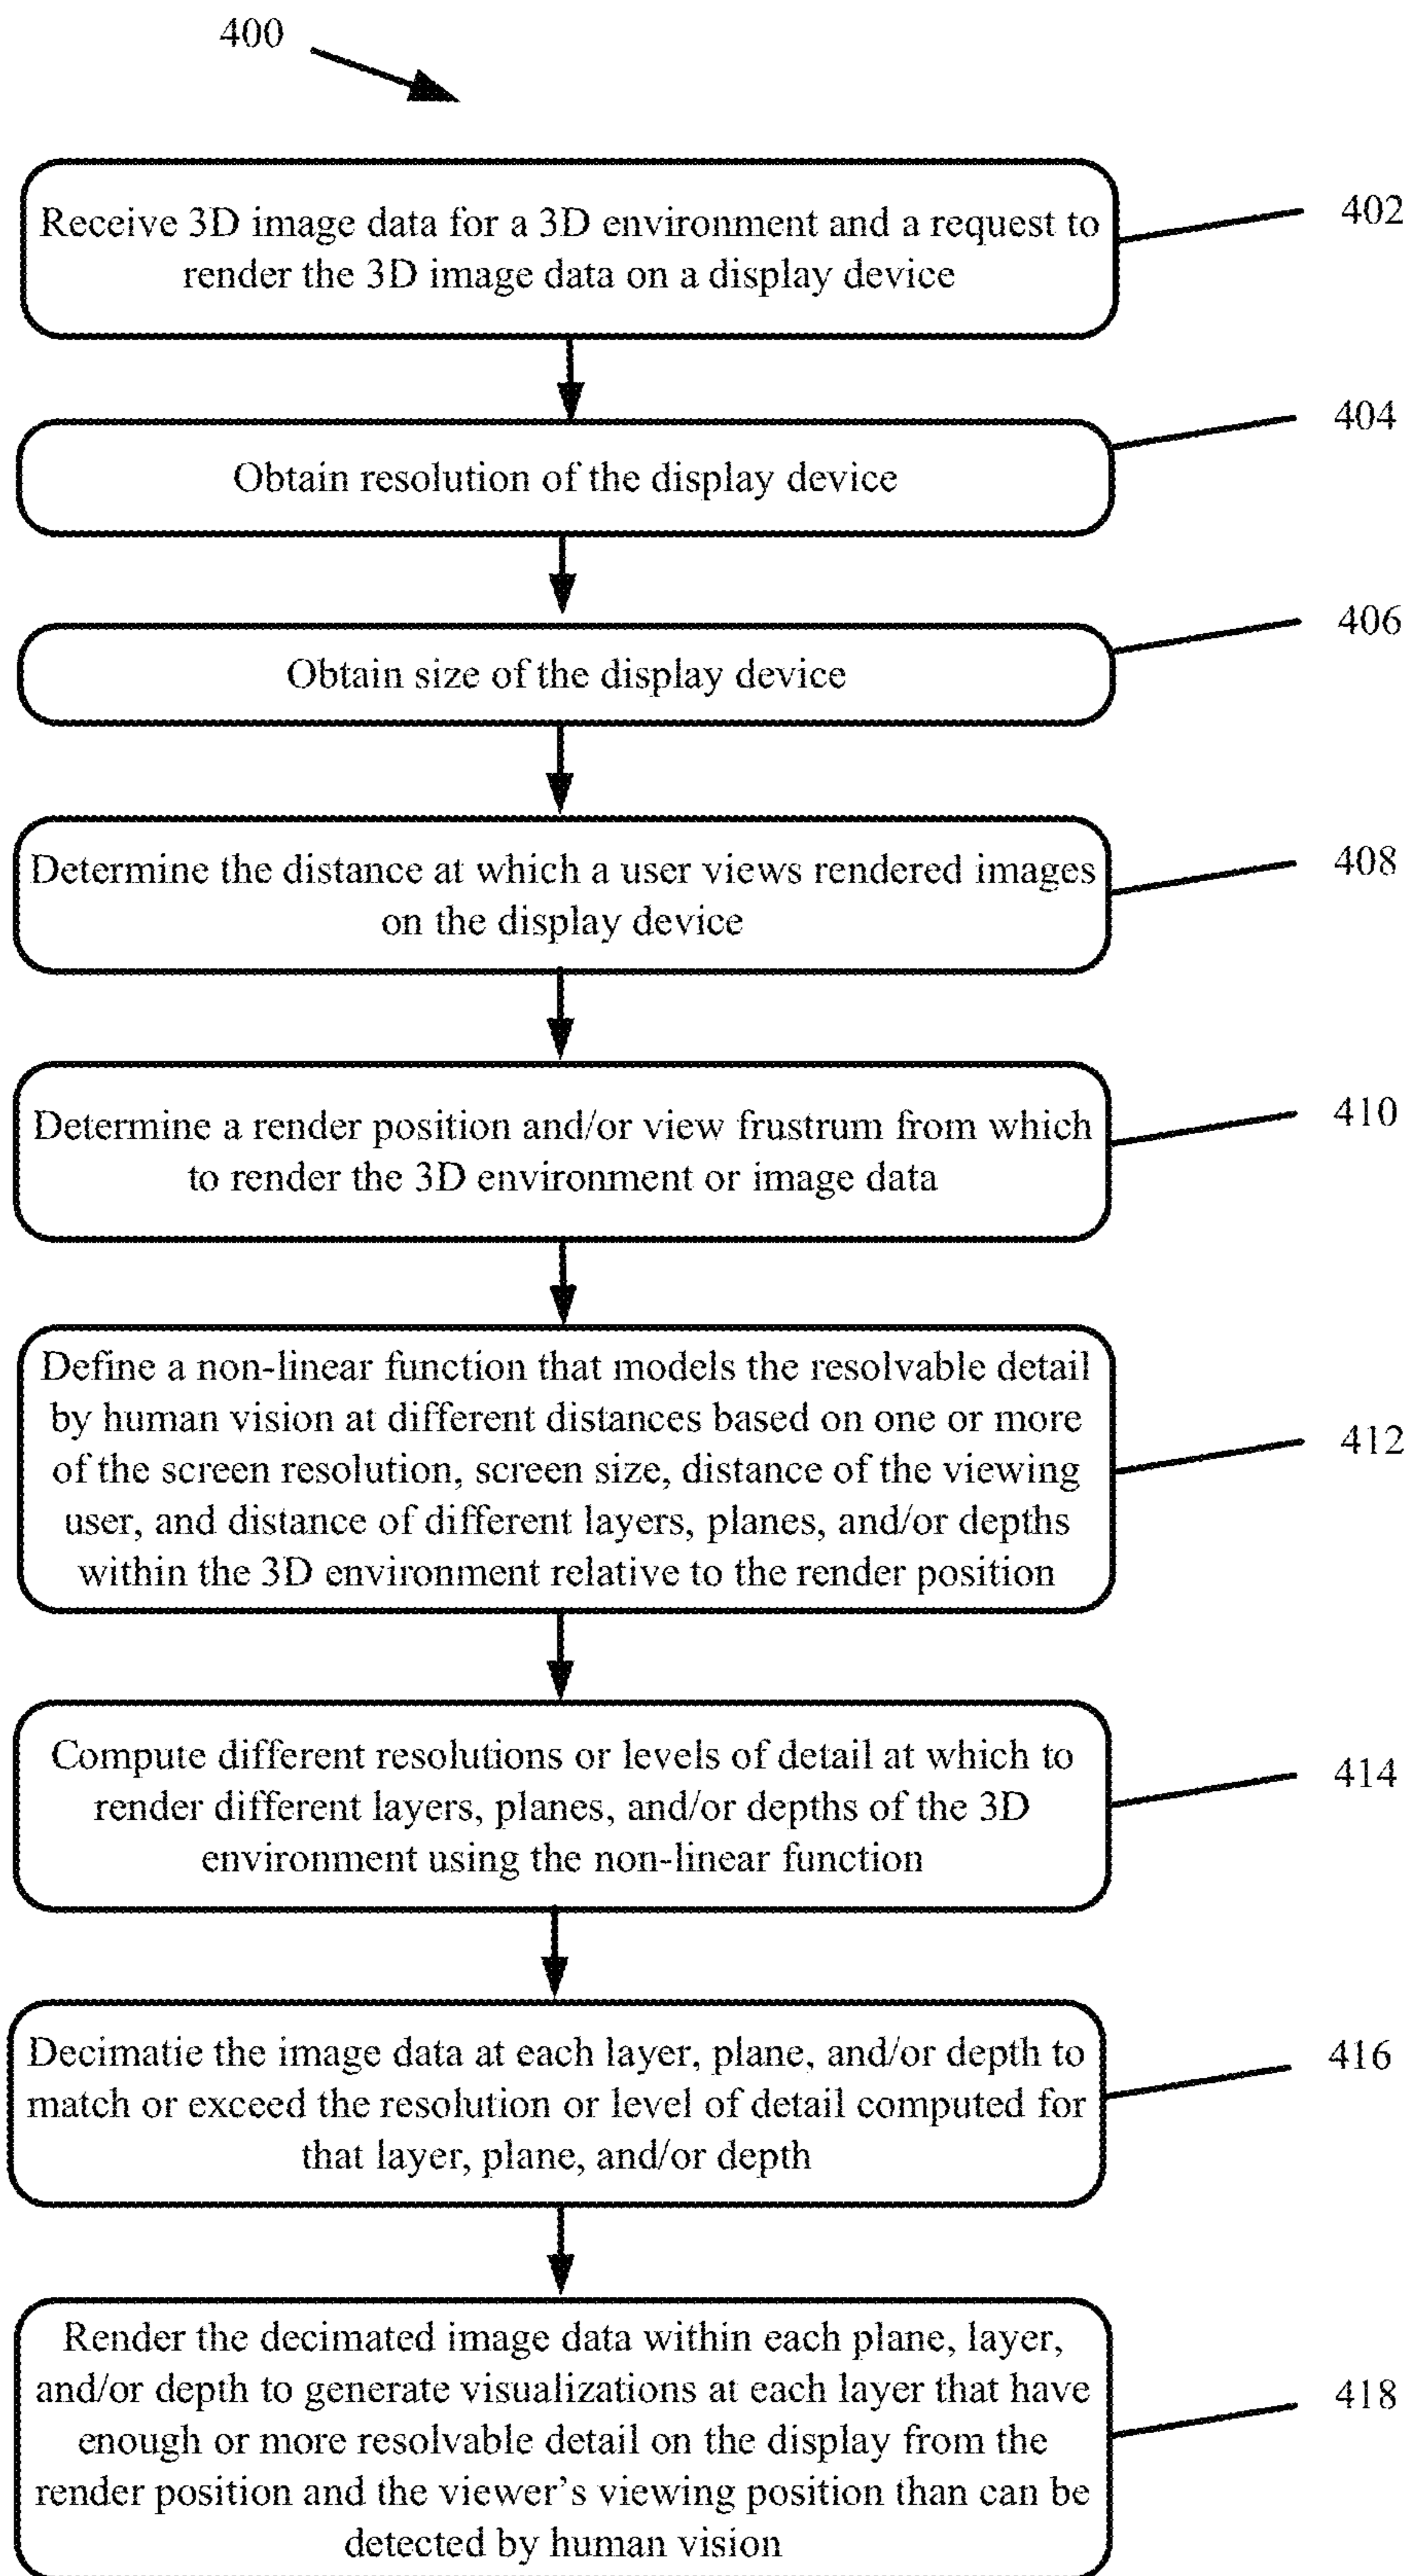 400
Receive 3D image data for a 3D environment and a request to
render the 3D image data on a display device
402
Obtain resolution of the display device
404
Obtain size of the display device
406
Determine the distance at which a user views rendered images
on the display device
408
Determine a render position and/or view frustrum from which
to render the 3D environment or image data
410
Define a non-linear function that models the resolvable detail
by human vision at different distances based on one or more
of the screen resolution, screen size, distance of the viewing
user, and distance of different layers, planes, and/or depths
within the 3D environment relative to the render position
412
Compute different resolutions or levels of detail at which to
render different layers, planes, and/or depths of the 3D
environment using the non-linear function
414
Decimatie the image data at each layer, plane, and/or depth to
match or exceed the resolution or level of detail computed for
that layer, plane, and/or depth
416
Render the decimated image data within each plane, layer,
and/or depth to generate visualizations at each layer that have
enough or more resolvable detail on the display from the
render position and the viewer's viewing position than can be
detected by human vision
418